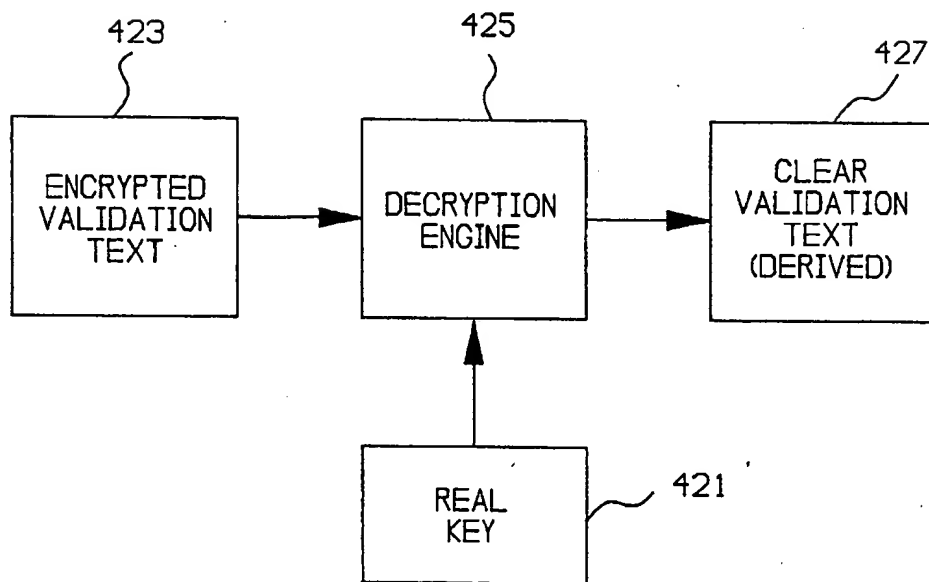 423
425
427
ENCRYPTED
VALIDATION
TEXT
DECRYPTION
ENGINE
CLEAR
VALIDATION
TEXT
(DERIVED)
REAL
KEY
421